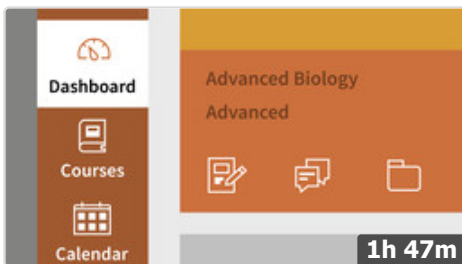 Dashboard
Courses
Calendar
Advanced Biology
Advanced
1h 47m